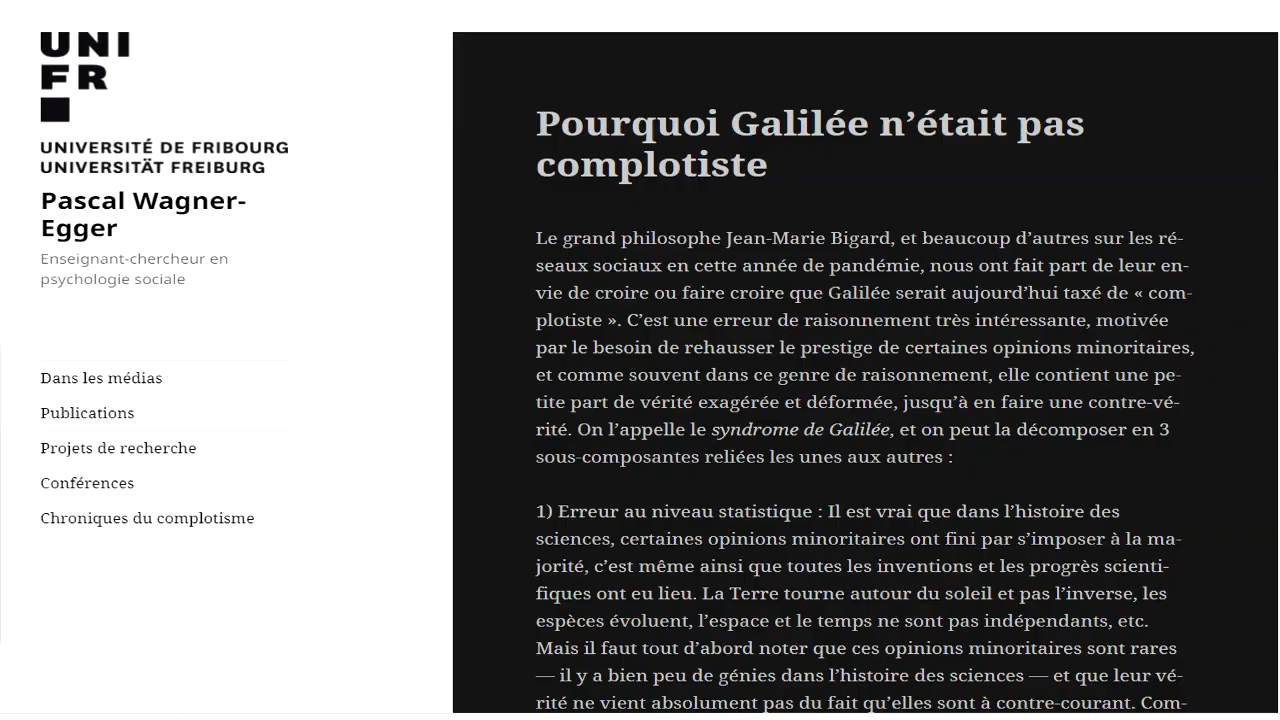 UNI
FR
UNIVERSITÉ DE FRIBOURG
UNIVERSITÄT FREIBURG
Pascal Wagner-
Egger
Enseignant-chercheur en
psychologie sociale
Dans les médias
Publications
Projets de recherche
Conférences
Chroniques du complotisme
Pourquoi Galilée n’était pas
complotiste
Le grand philosophe Jean-Marie Bigard, et beaucoup d’autres sur les ré-
seaux sociaux en cette année de pandémie, nous ont fait part de leur en-
vie de croire ou faire croire que Galilée serait aujourd’hui taxé de « com-
plotiste ». C’est une erreur de raisonnement très intéressante, motivée
par le besoin de rehausser le prestige de certaines opinions minoritaires,
et comme souvent dans ce genre de raisonnement, elle contient une pe-
tite part de vérité exagérée et déformée, jusqu’à en faire une contre-vé-
rité. On l’appelle le syndrome de Galilée, et on peut la décomposer en 3
sous-composantes reliées les unes aux autres :
1) Erreur au niveau statistique : Il est vrai que dans l’histoire des
sciences, certaines opinions minoritaires ont fini par s’imposer à la ma-
jorité, c’est même ainsi que toutes les inventions et les progrès scienti-
fiques ont eu lieu. La Terre tourne autour du soleil et pas l’inverse, les
espèces évoluent, l’espace et le temps ne sont pas indépendants, etc.
Mais il faut tout d’abord noter que ces opinions minoritaires sont rares
— il y a bien peu de génies dans l’histoire des sciences — et que leur vé-
rité ne vient absolument pas du fait qu’elles sont à contre-courant. Com-